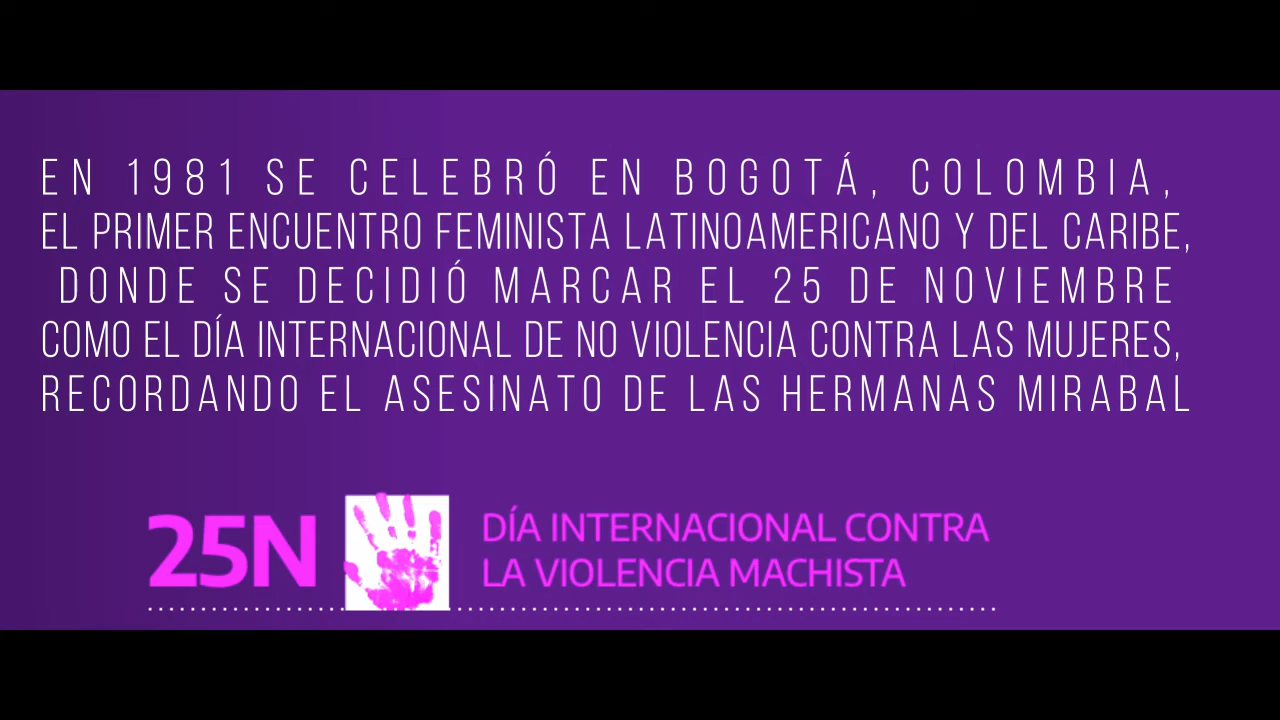 EN 1981 SE CELEBRÓ EN BOGOTÁ, COLOMBIA,
EL PRIMER ENCUENTRO FEMINISTA LATINOAMERICANO Y DEL CARIBE,
DONDE SE DECIDIÓ MARCAR EL 25 DE NOVIEMBRE
COMO EL DÍA INTERNACIONAL DE NO VIOLENCIA CONTRA LAS MUJERES,
RECORDANDO EL ASESINATO DE LAS HERMANAS MIRABAL
25N
DÍA INTERNACIONAL CONTRA
LA VIOLENCIA MACHISTA